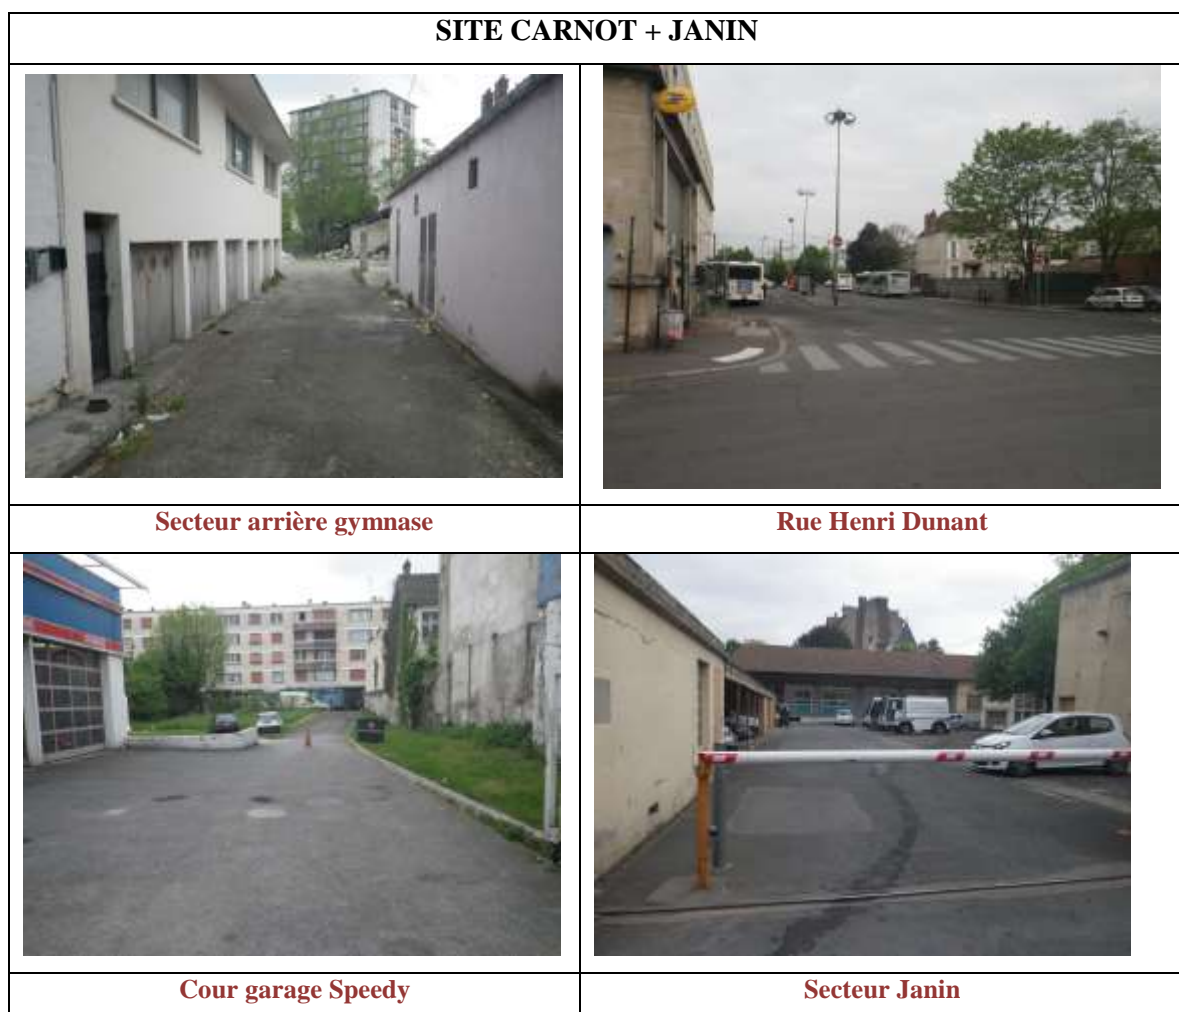 SITE CARNOT + JANIN
Secteur arrière gymnase
Rue Henri Dunant
Cour garage Speedy
Secteur Janin